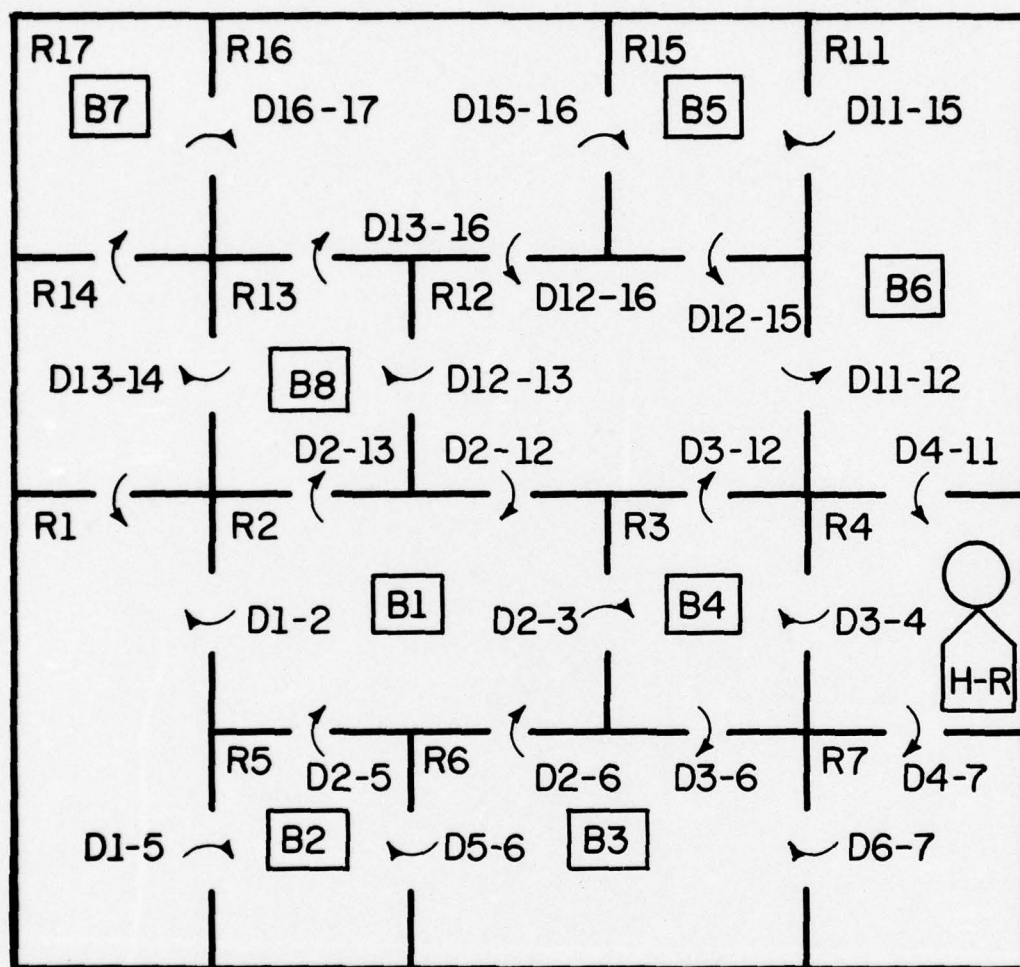 R17 R16 R15 R11
B7 D16-17 D15-16 B5 D11-15
D13-16
R14 R13 R12 D12-16 B6
D12-15
D13-14 B8 D12-13 D11-12
D2-13 D2-12 D3-12 D4-11
R1 R2 R3 R4
D1-2 B1 D2-3 B4 D3-4
H-R
R5 D2-5 R6 D2-6 D3-6 R7 D4-7
D1-5 B2 D5-6 B3 D6-7